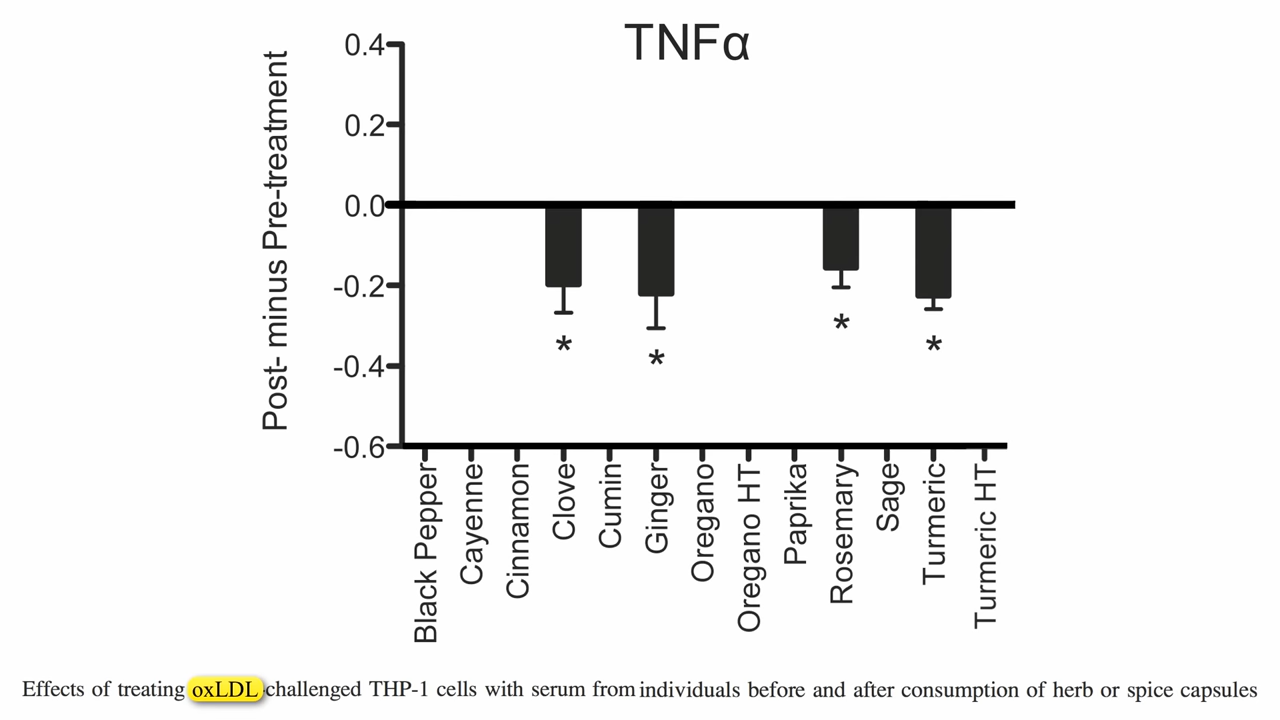 TNFα
Post- minus Pre-treatment
0.4
0.2
0.0
-0.2
-0.4
-0.6
*
*
*
*
Black Pepper
Cayenne
Cinnamon
Clove
Cumin
Ginger
Oregano
Oregano HT
Paprika
Rosemary
Sage
Turmeric
Turmeric HT
Effects of treating oxLDL-challenged THP-1 cells with serum from individuals before and after consumption of herb or spice capsules